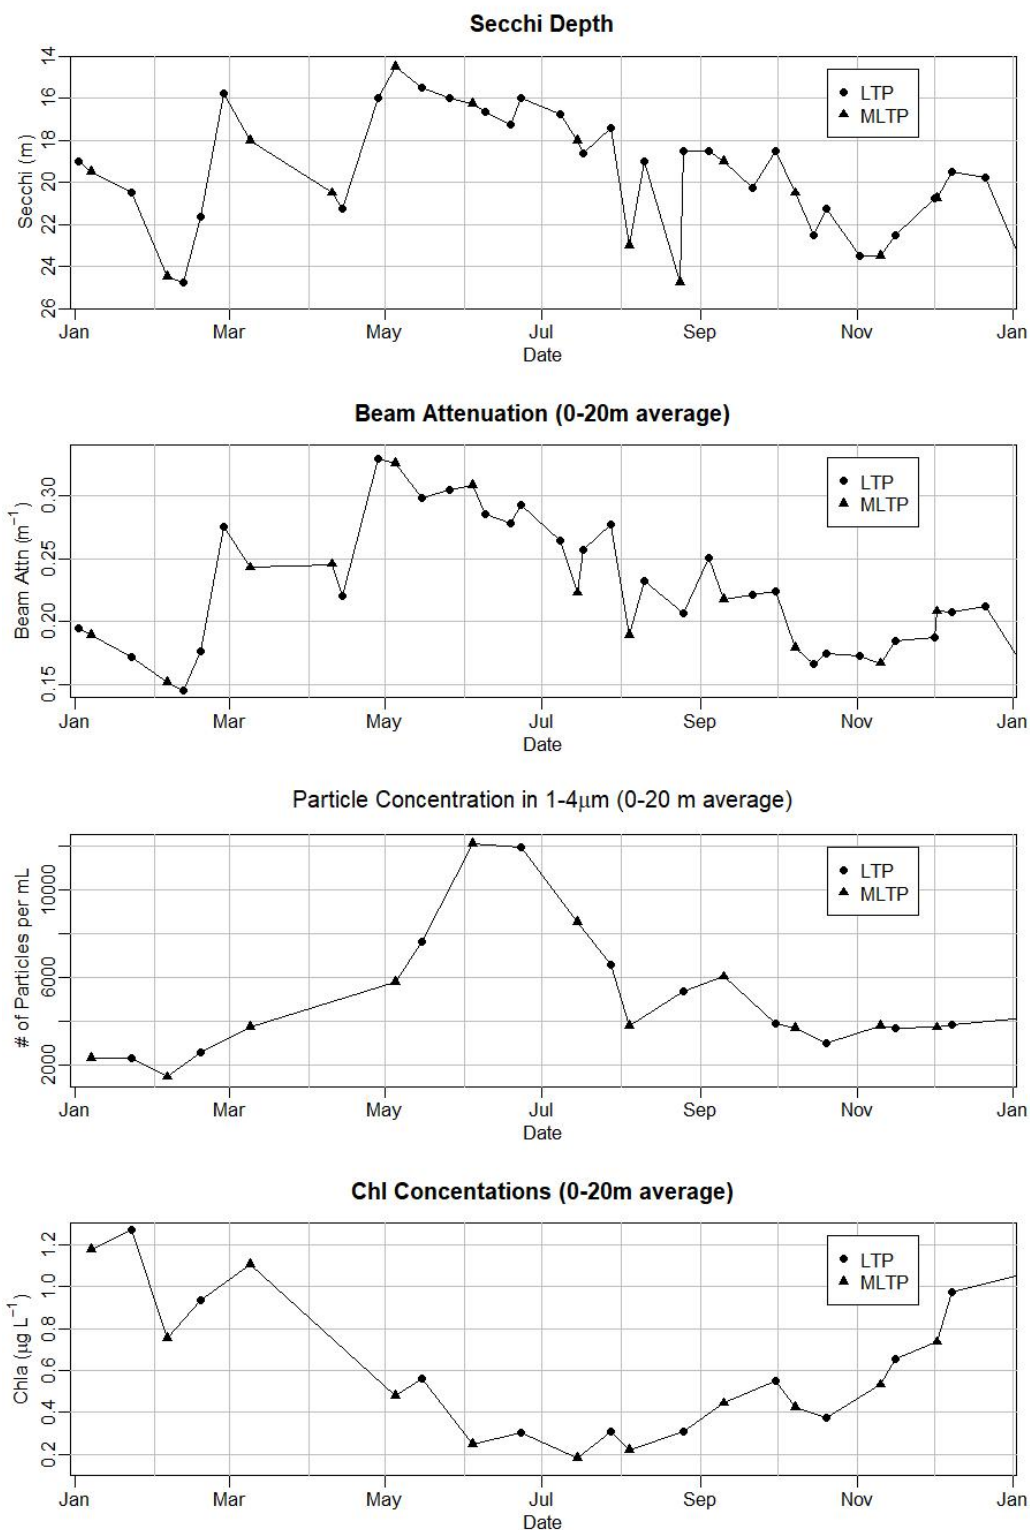 Secchi Depth
14
16
18
20
22
24
26
Secchi (m)
LTP
MLTP
Jan Mar May Jul Sep Nov Jan
Date
Beam Attenuation (0-20m average)
0.30
0.25
0.20
0.15
Beam Attn (m⁻¹)
LTP
MLTP
Jan Mar May Jul Sep Nov Jan
Date
Particle Concentration in 1-4μm (0-20 m average)
10000
6000
2000
# of Particles per mL
LTP
MLTP
Jan Mar May Jul Sep Nov Jan
Date
Chl Concentations (0-20m average)
1.2
1.0
0.8
0.6
0.4
0.2
Chla (μg L⁻¹)
LTP
MLTP
Jan Mar May Jul Sep Nov Jan
Date